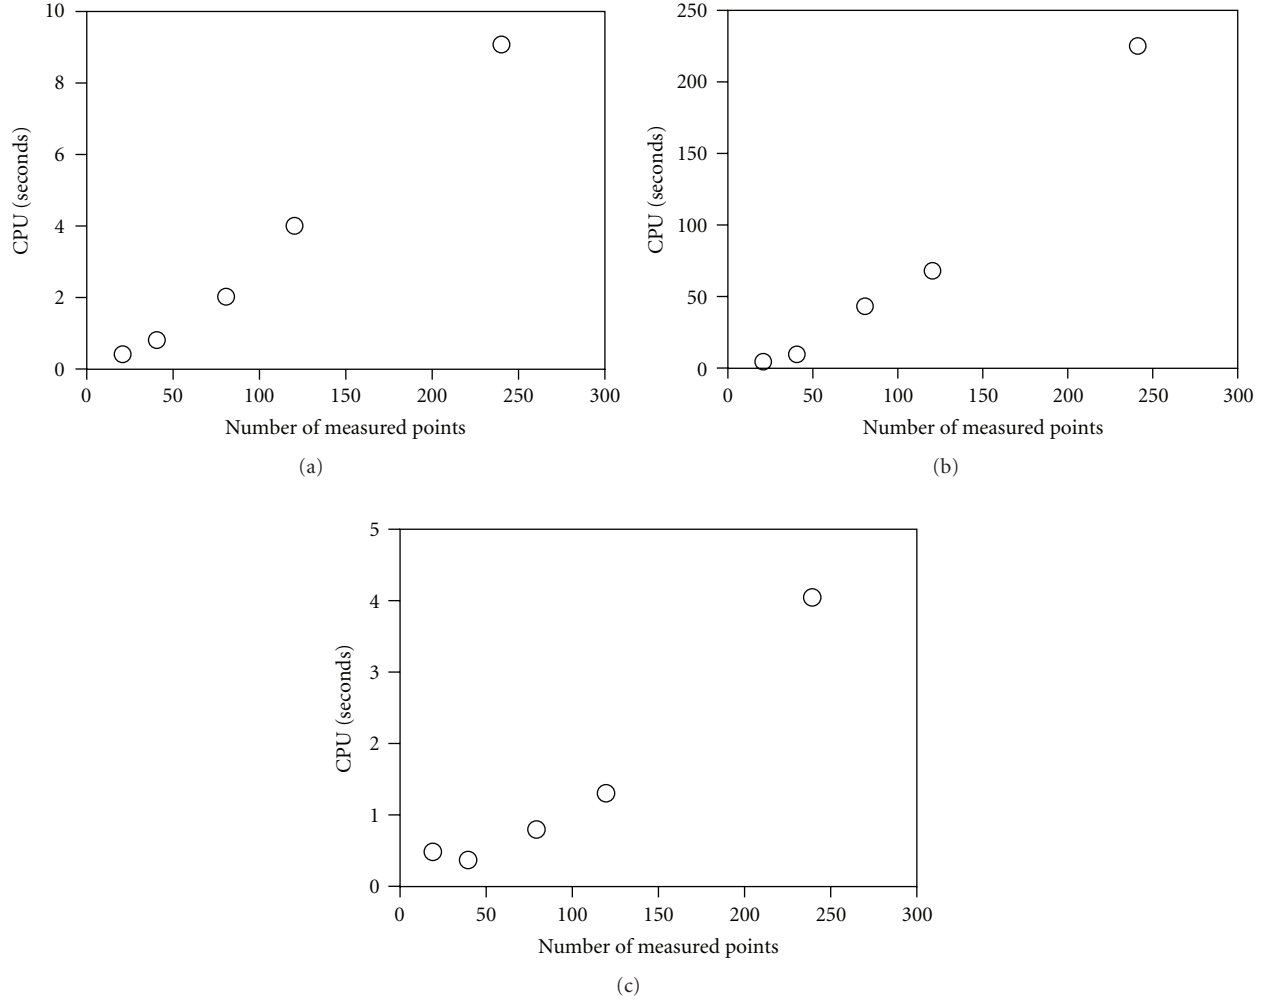 10
8
6
4
2
0
CPU (seconds)
0 50 100 150 200 250 300
Number of measured points
(a)
250
200
150
100
50
0
CPU (seconds)
0 50 100 150 200 250 300
Number of measured points
(b)
5
4
3
2
1
0
CPU (seconds)
0 50 100 150 200 250 300
Number of measured points
(c)